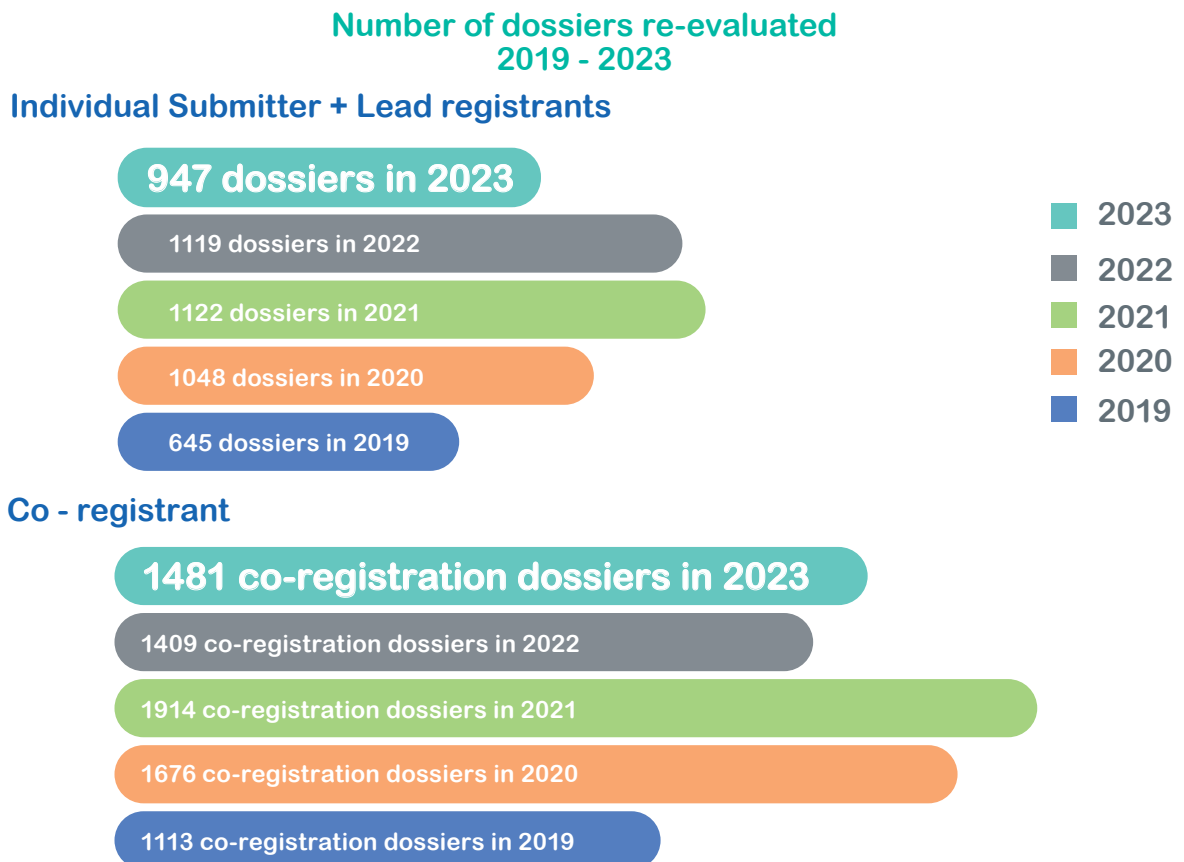 Number of dossiers re-evaluated
2019 - 2023
Individual Submitter + Lead registrants
947 dossiers in 2023
1119 dossiers in 2022
1122 dossiers in 2021
1048 dossiers in 2020
645 dossiers in 2019
2023
2022
2021
2020
2019
Co - registrant
1481 co-registration dossiers in 2023
1409 co-registration dossiers in 2022
1914 co-registration dossiers in 2021
1676 co-registration dossiers in 2020
1113 co-registration dossiers in 2019